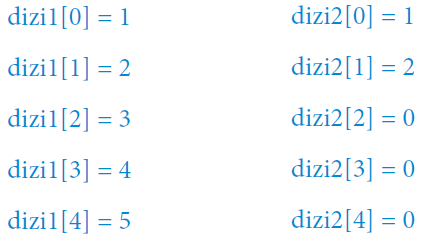 dizi1[0] = 1
dizi1[1] = 2
dizi1[2] = 3
dizi1[3] = 4
dizi1[4] = 5
dizi2[0] = 1
dizi2[1] = 2
dizi2[2] = 0
dizi2[3] = 0
dizi2[4] = 0